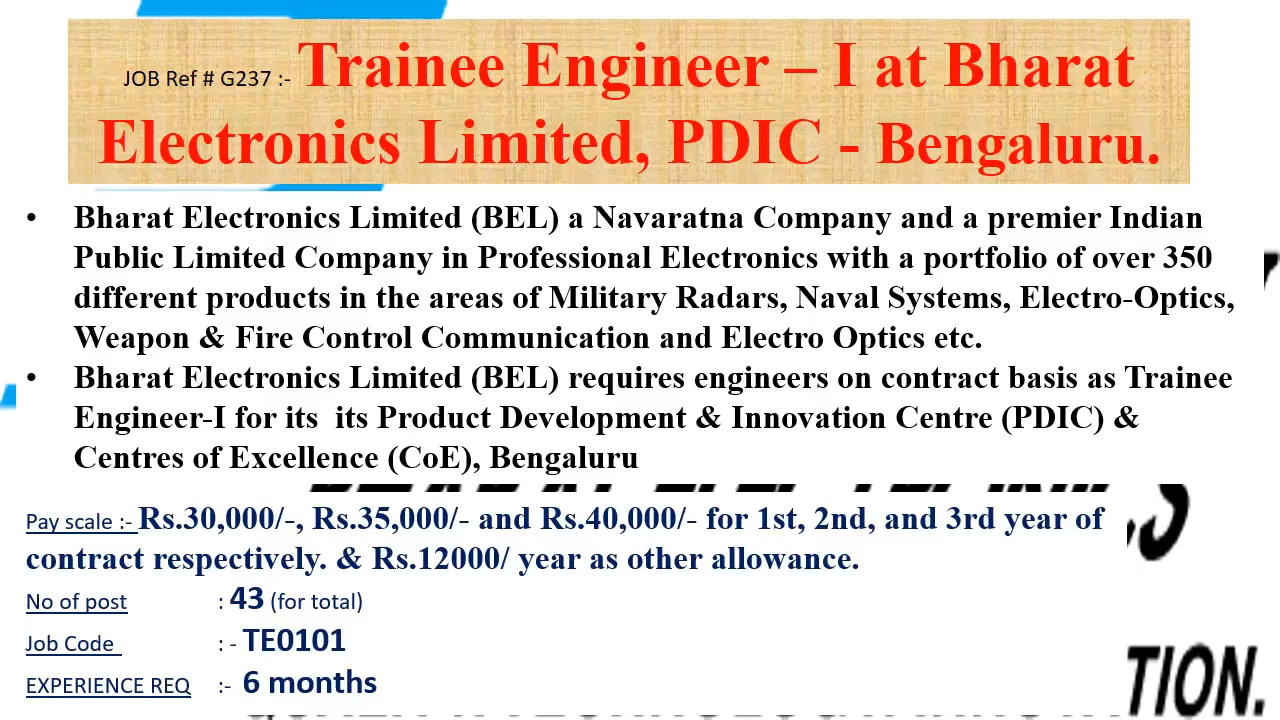 JOB Ref # G237 :- Trainee Engineer – I at Bharat
Electronics Limited, PDIC - Bengaluru.
• Bharat Electronics Limited (BEL) a Navaratna Company and a premier Indian
Public Limited Company in Professional Electronics with a portfolio of over 350
different products in the areas of Military Radars, Naval Systems, Electro-Optics,
Weapon & Fire Control Communication and Electro Optics etc.
• Bharat Electronics Limited (BEL) requires engineers on contract basis as Trainee
Engineer-I for its  its Product Development & Innovation Centre (PDIC) &
Centres of Excellence (CoE), Bengaluru
Pay scale :- Rs.30,000/-, Rs.35,000/- and Rs.40,000/- for 1st, 2nd, and 3rd year of
contract respectively. & Rs.12000/ year as other allowance.
No of post : 43 (for total)
Job Code : - TE0101
EXPERIENCE REQ :- 6 months
TION.